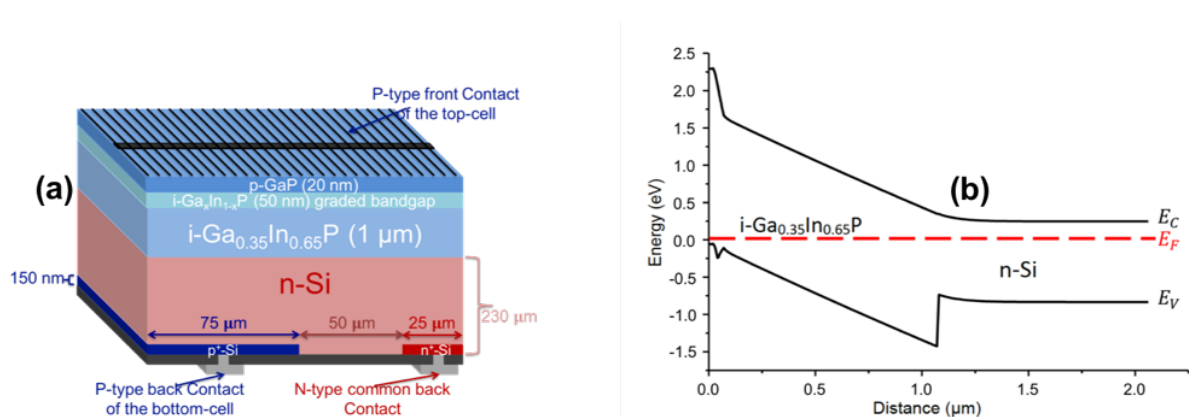 P-type front Contact
of the top-cell
(a)
p-GaP (20 nm)
i-GaxIn1-xP (50 nm) graded bandgap
i-Ga0.35In0.65P (1 µm)
n-Si
150 nm
75 µm
50 µm
25 µm
230 µm
p+-Si
n+-Si
P-type back Contact
of the bottom-cell
N-type common back
Contact
(b)
Energy (eV)
2.5
2.0
1.5
1.0
0.5
0.0
-0.5
-1.0
-1.5
i-Ga0.35In0.65P
n-Si
EC
EF
EV
0.0
0.5
1.0
1.5
2.0
Distance (µm)